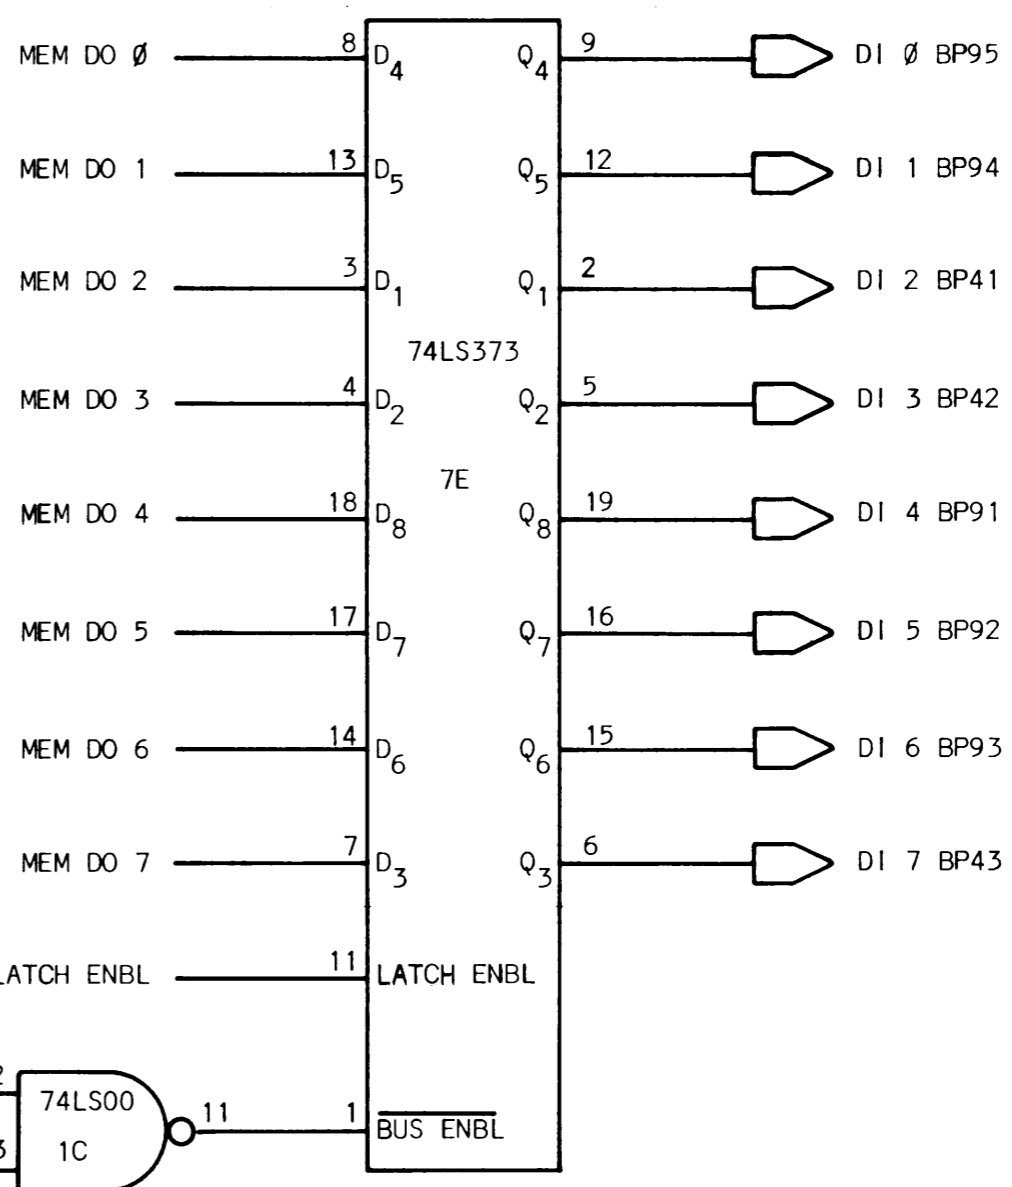 MEM DO Ø 8 D4 Q4 9 DI Ø BP95
MEM DO 1 13 D5 Q5 12 DI 1 BP94
MEM DO 2 3 D1 Q1 2 DI 2 BP41
74LS373
MEM DO 3 4 D2 Q2 5 DI 3 BP42
7E
MEM DO 4 18 D8 Q8 19 DI 4 BP91
MEM DO 5 17 D7 Q7 16 DI 5 BP92
MEM DO 6 14 D6 Q6 15 DI 6 BP93
MEM DO 7 7 D3 Q3 6 DI 7 BP43
LATCH ENBL 11 LATCH ENBL
2 74LS00 11 1 BUS ENBL
3 1C